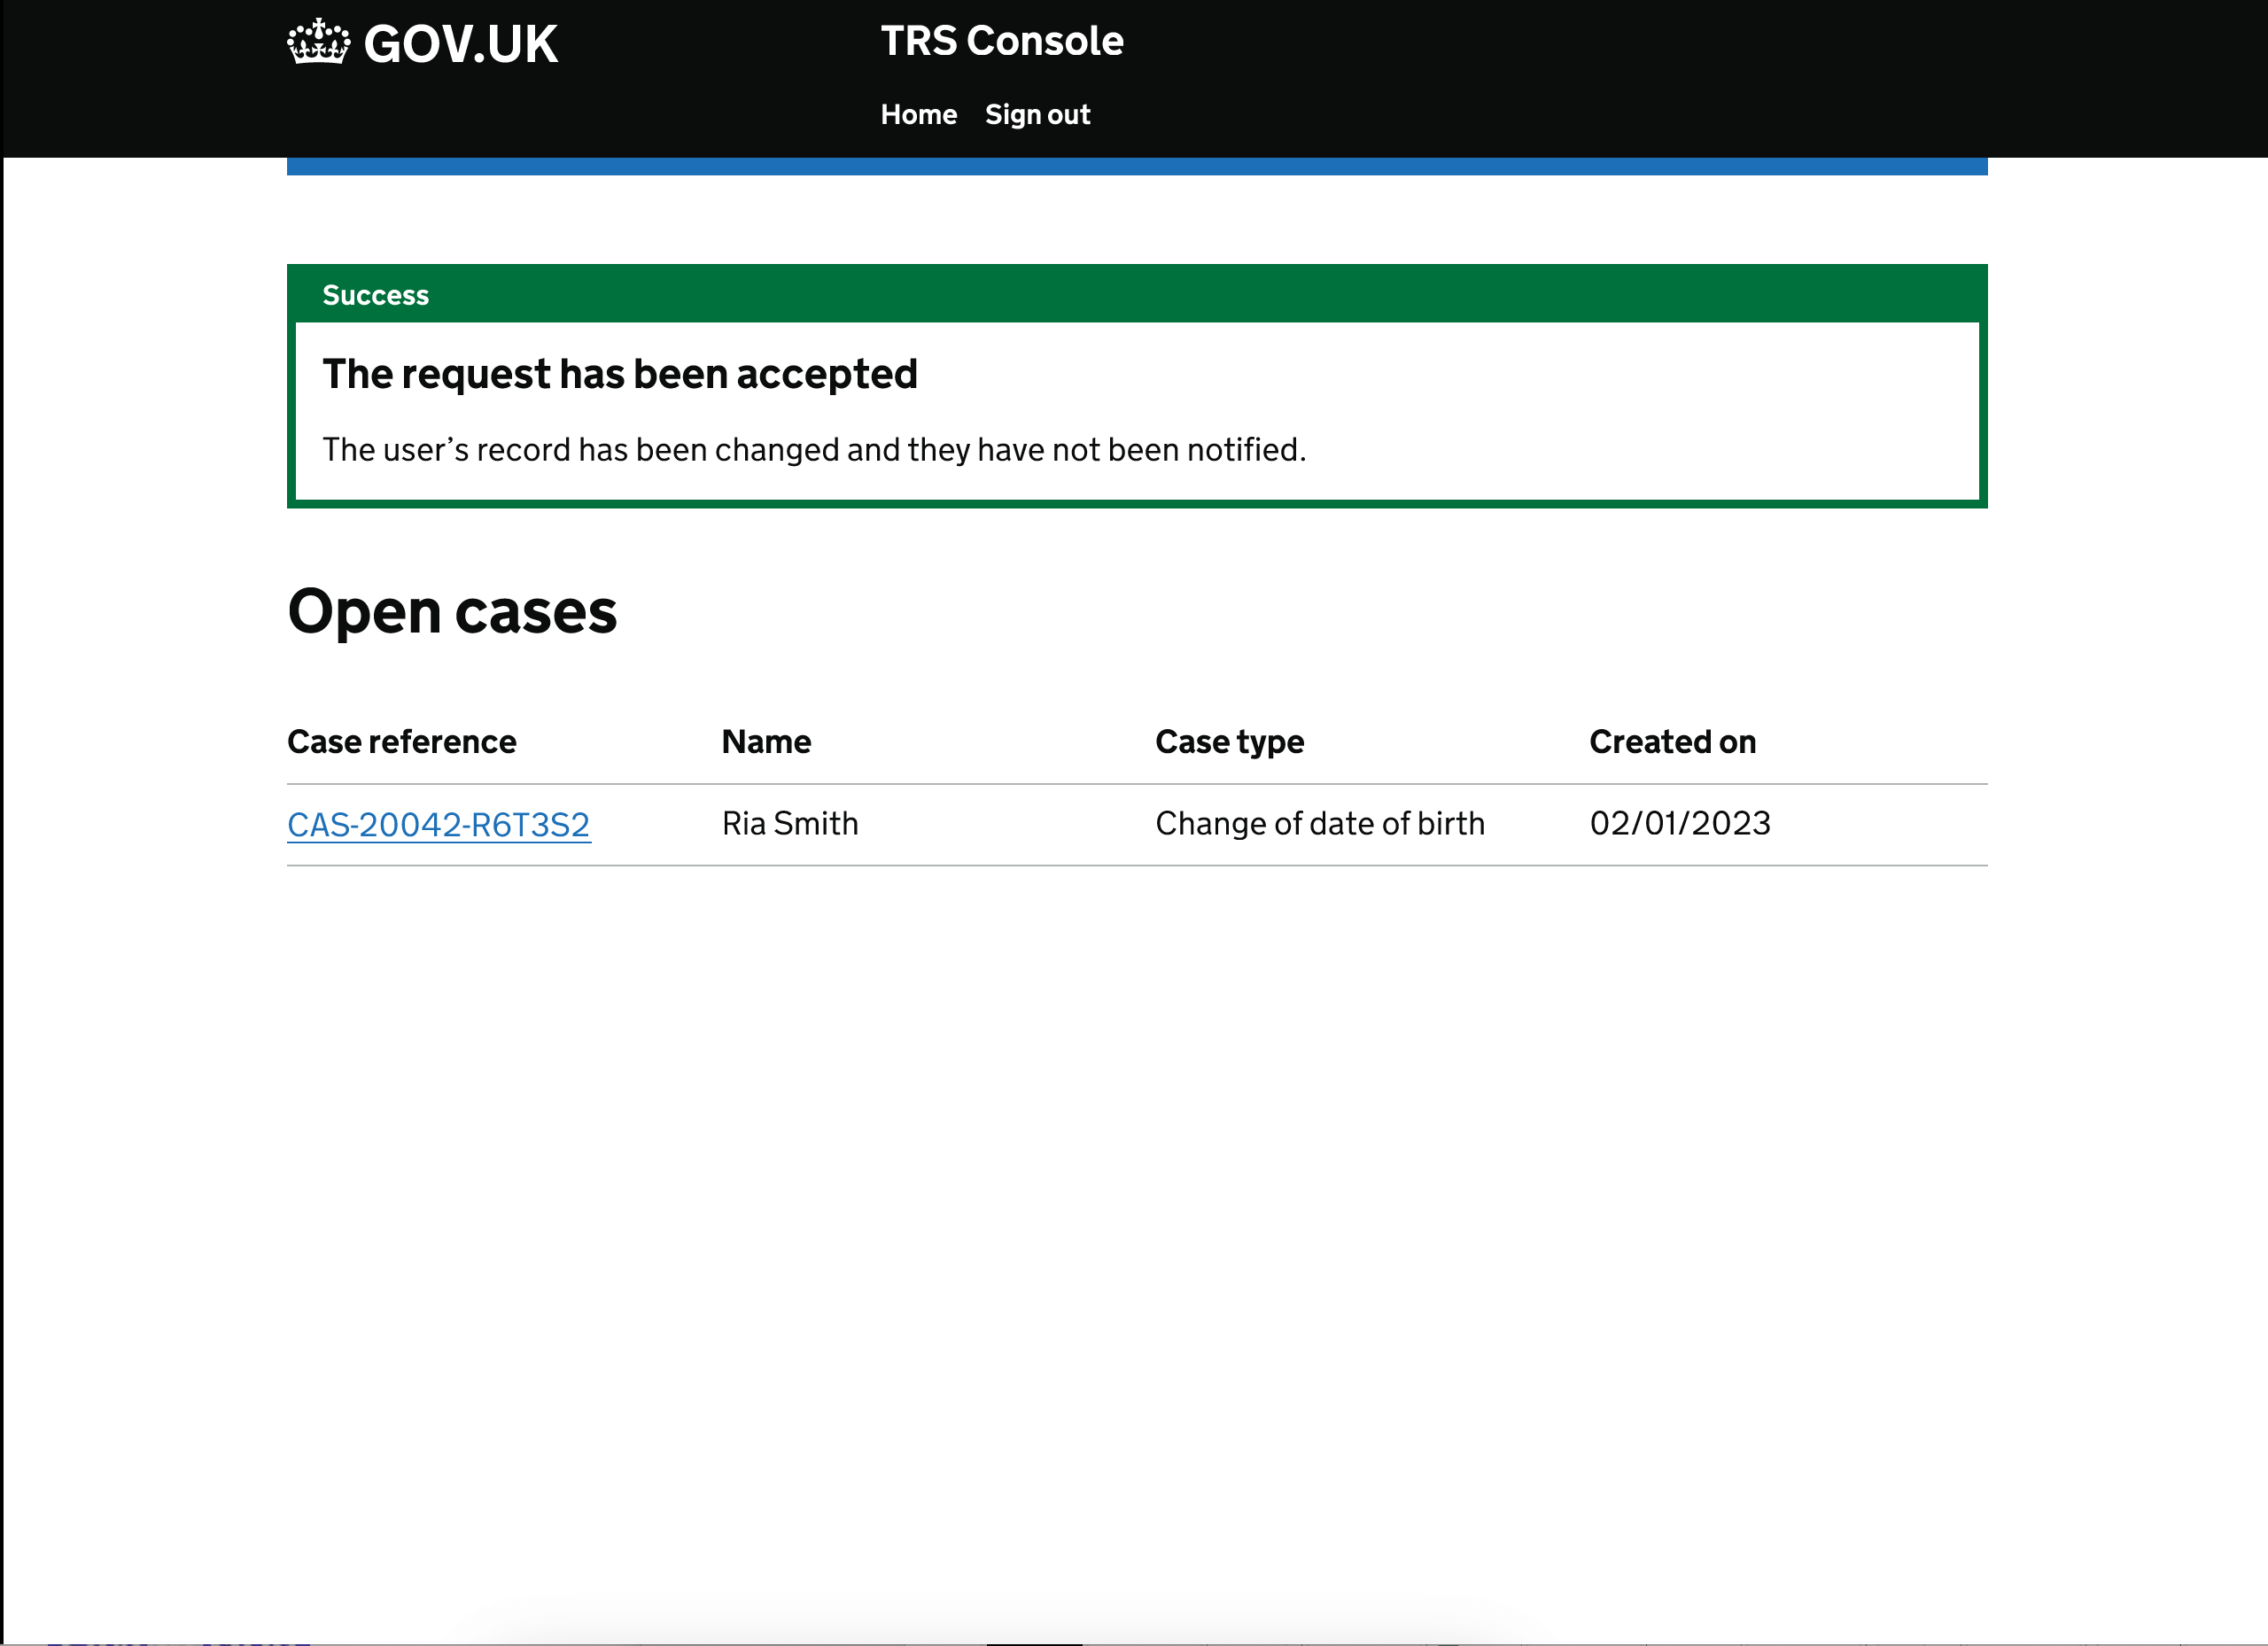 GOV.UK
TRS Console
Home Sign out
Success
The request has been accepted
The user’s record has been changed and they have not been notified.
Open cases
Case reference Name Case type Created on
CAS-20042-R6T3S2 Ria Smith Change of date of birth 02/01/2023